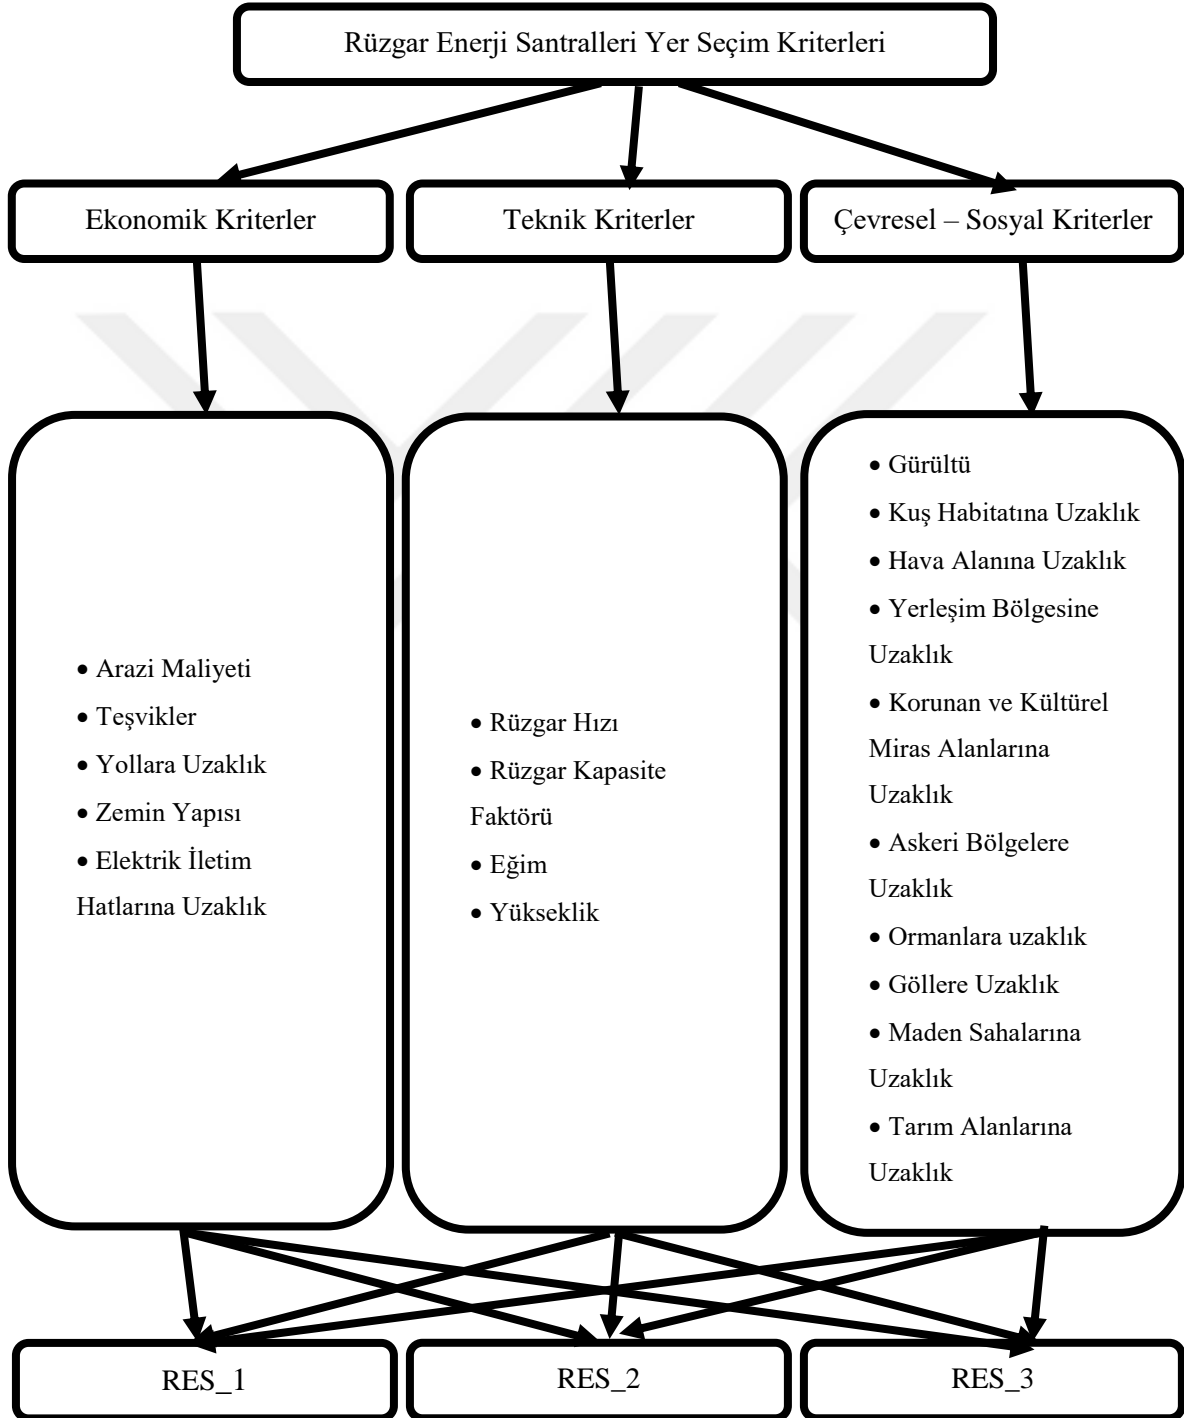 Rüzgar Enerji Santralleri Yer Seçim Kriterleri
Ekonomik Kriterler
Teknik Kriterler
Çevresel – Sosyal Kriterler
• Arazi Maliyeti
• Teşvikler
• Yollara Uzaklık
• Zemin Yapısı
• Elektrik İletim
Hatlarına Uzaklık
• Rüzgar Hızı
• Rüzgar Kapasite
Faktörü
• Eğim
• Yükseklik
• Gürültü
• Kuş Habitatına Uzaklık
• Hava Alanına Uzaklık
• Yerleşim Bölgesine
Uzaklık
• Korunan ve Kültürel
Miras Alanlarına
Uzaklık
• Askeri Bölgelere
Uzaklık
• Ormanlara uzaklık
• Göllere Uzaklık
• Maden Sahalarına
Uzaklık
• Tarım Alanlarına
Uzaklık
RES_1
RES_2
RES_3